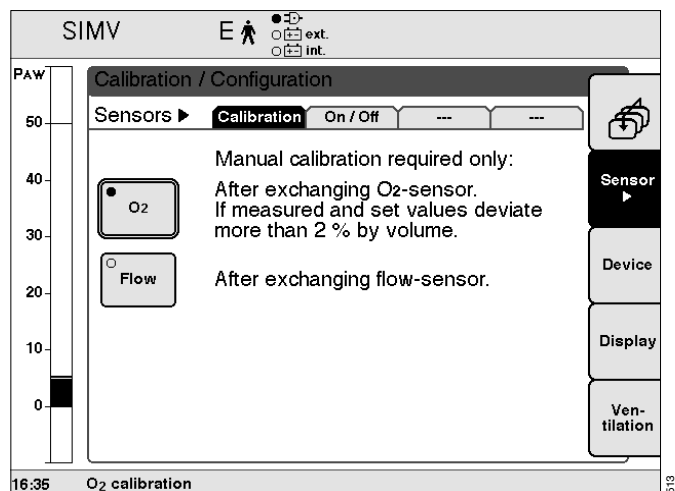 SIMV
E
ext.
int.
PAW
50
40
30
20
10
0
Calibration / Configuration
Sensors ▶ Calibration On / Off --- ---
Manual calibration required only:
O2
After exchanging O2-sensor.
If measured and set values deviate
more than 2 % by volume.
Flow
After exchanging flow-sensor.
Sensor
▶
Device
Display
Ven-
tilation
16:35 O2 calibration
513